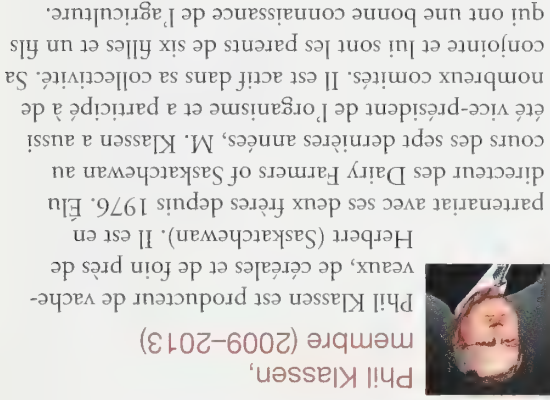 Phil Klassen,
membre (2009–2013)
Phil Klassen est producteur de vache-
veaux, de céréales et de foin près de
Herbert (Saskatchewan). Il est en
partenariat avec ses deux frères depuis 1976. Élu
directeur des Dairy Farmers of Saskatchewan au
cours des sept dernières années, M. Klassen a aussi
été vice-président de l'organisme et a participé à de
nombreux comités. Il est actif dans sa collectivité. Sa
conjointe et lui sont les parents de six filles et un fils
qui ont une bonne connaissance de l'agriculture.